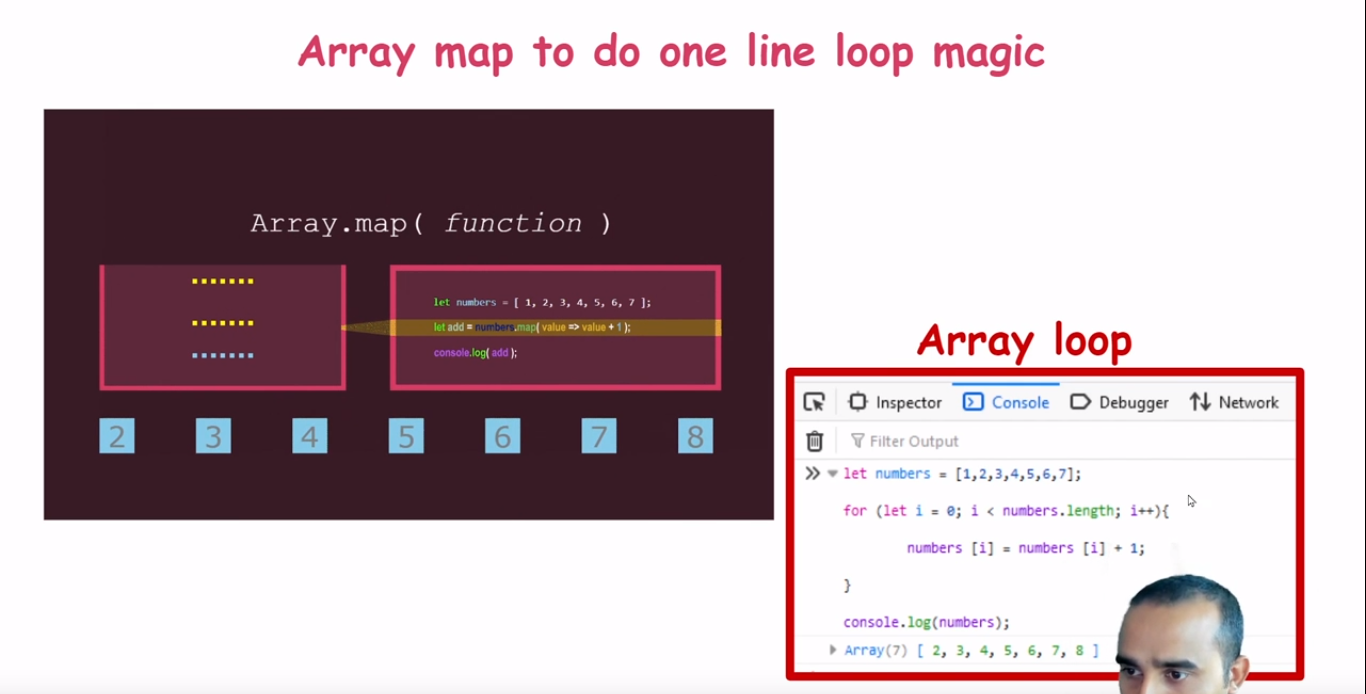 Array map to do one line loop magic
Array.map( function )
let numbers = [ 1, 2, 3, 4, 5, 6, 7 ];
let add = numbers.map( value => value + 1 );
console.log( add );
2 3 4 5 6 7 8
Array loop
Inspector Console Debugger Network
Filter Output
let numbers = [1,2,3,4,5,6,7];
for (let i = 0; i < numbers.length; i++){
numbers [i] = numbers [i] + 1;
}
console.log(numbers);
Array(7) [ 2, 3, 4, 5, 6, 7, 8 ]